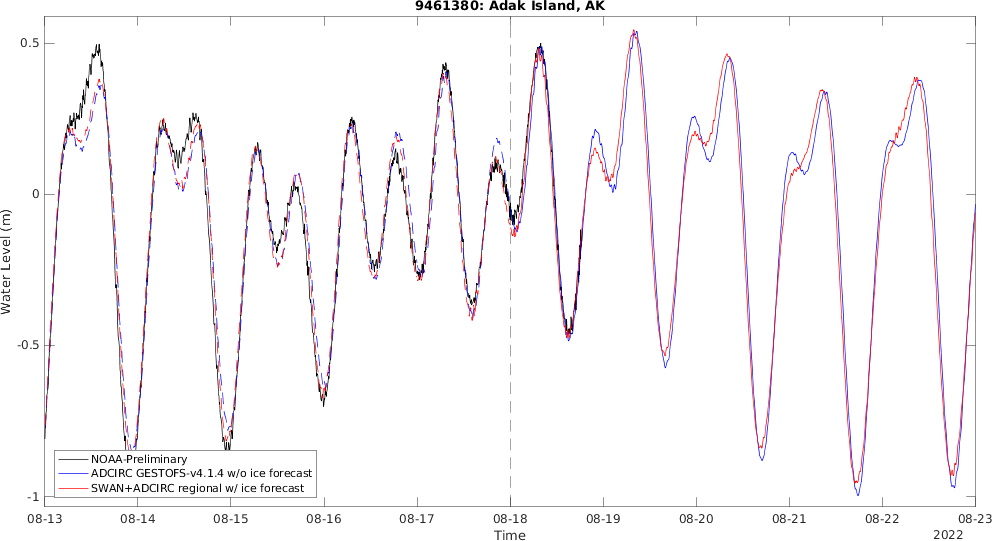 9461380: Adak Island, AK
Water Level (m)
0.5
0
-0.5
-1
NOAA-Preliminary
ADCIRC GESTOFS-v4.1.4 w/o ice forecast
SWAN+ADCIRC regional w/ ice forecast
08-13 08-14 08-15 08-16 08-17 08-18 08-19 08-20 08-21 08-22 08-23
Time
2022